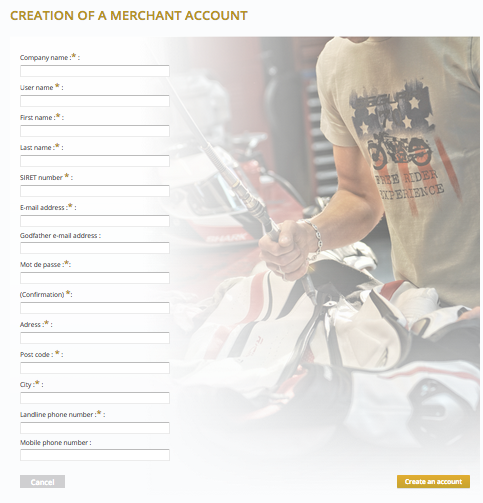 CREATION OF A MERCHANT ACCOUNT
Company name :* :
User name * :
First name :* :
Last name :* :
SIRET number * :
E-mail address :* :
Godfather e-mail address :
Mot de passe :*:
(Confirmation) *:
Adress :* :
Post code : * :
City :* :
Landline phone number :* :
Mobile phone number :
Cancel
Create an account
FREE RIDER
EXPERIENCE